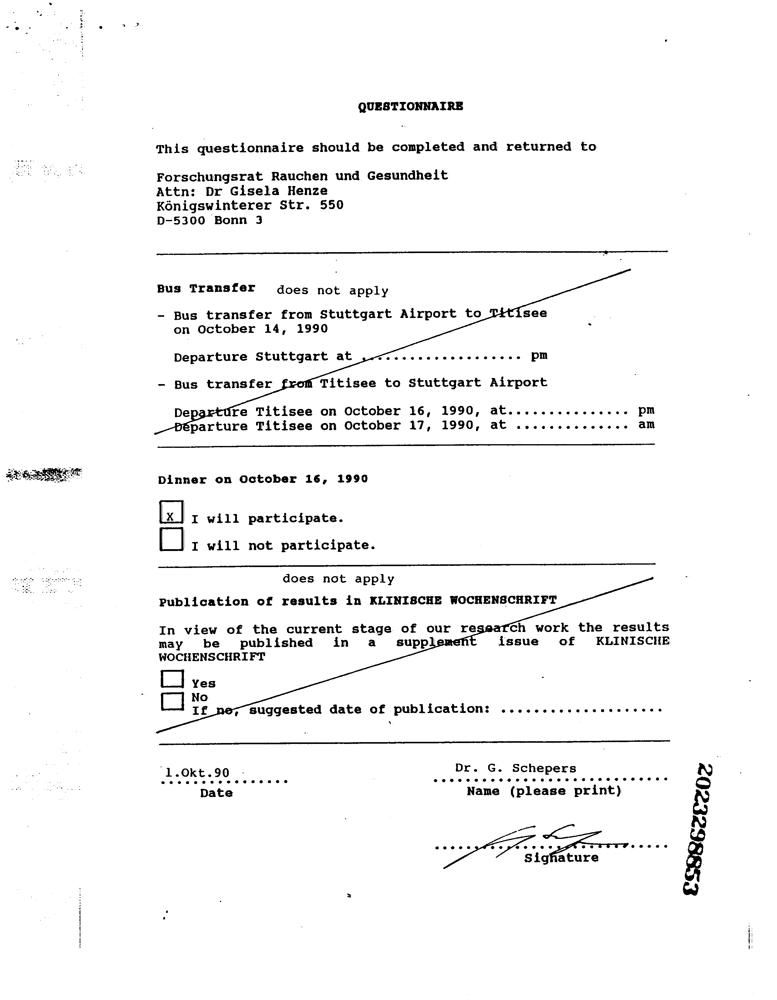 QUESTIONNAIRE
This questionnaire should be completed and returned to
Forschungsrat Rauchen und Gesundheit
Attn: Dr Gisela Henze
Königswinterer Str. 550
D-5300 Bonn 3
Bus Transfer does not apply
- Bus transfer from Stuttgart Airport to Titisee
on October 14, 1990
Departure Stuttgart at .................... pm
- Bus transfer from Titisee to Stuttgart Airport
Departure Titisee on October 16, 1990, at............... pm
Departure Titisee on October 17, 1990, at .............. am
Dinner on October 16, 1990
X I will participate.
I will not participate.
does not apply
Publication of results in KLINISCHE WOCHENSCHRIFT
In view of the current stage of our research work the results
may be published in a supplement issue of KLINISCHE
WOCHENSCHRIFT
Yes
No
If no, suggested date of publication: ....................
1.Okt.90 Dr. G. Schepers
Date Name (please print)
Signature
2023298853